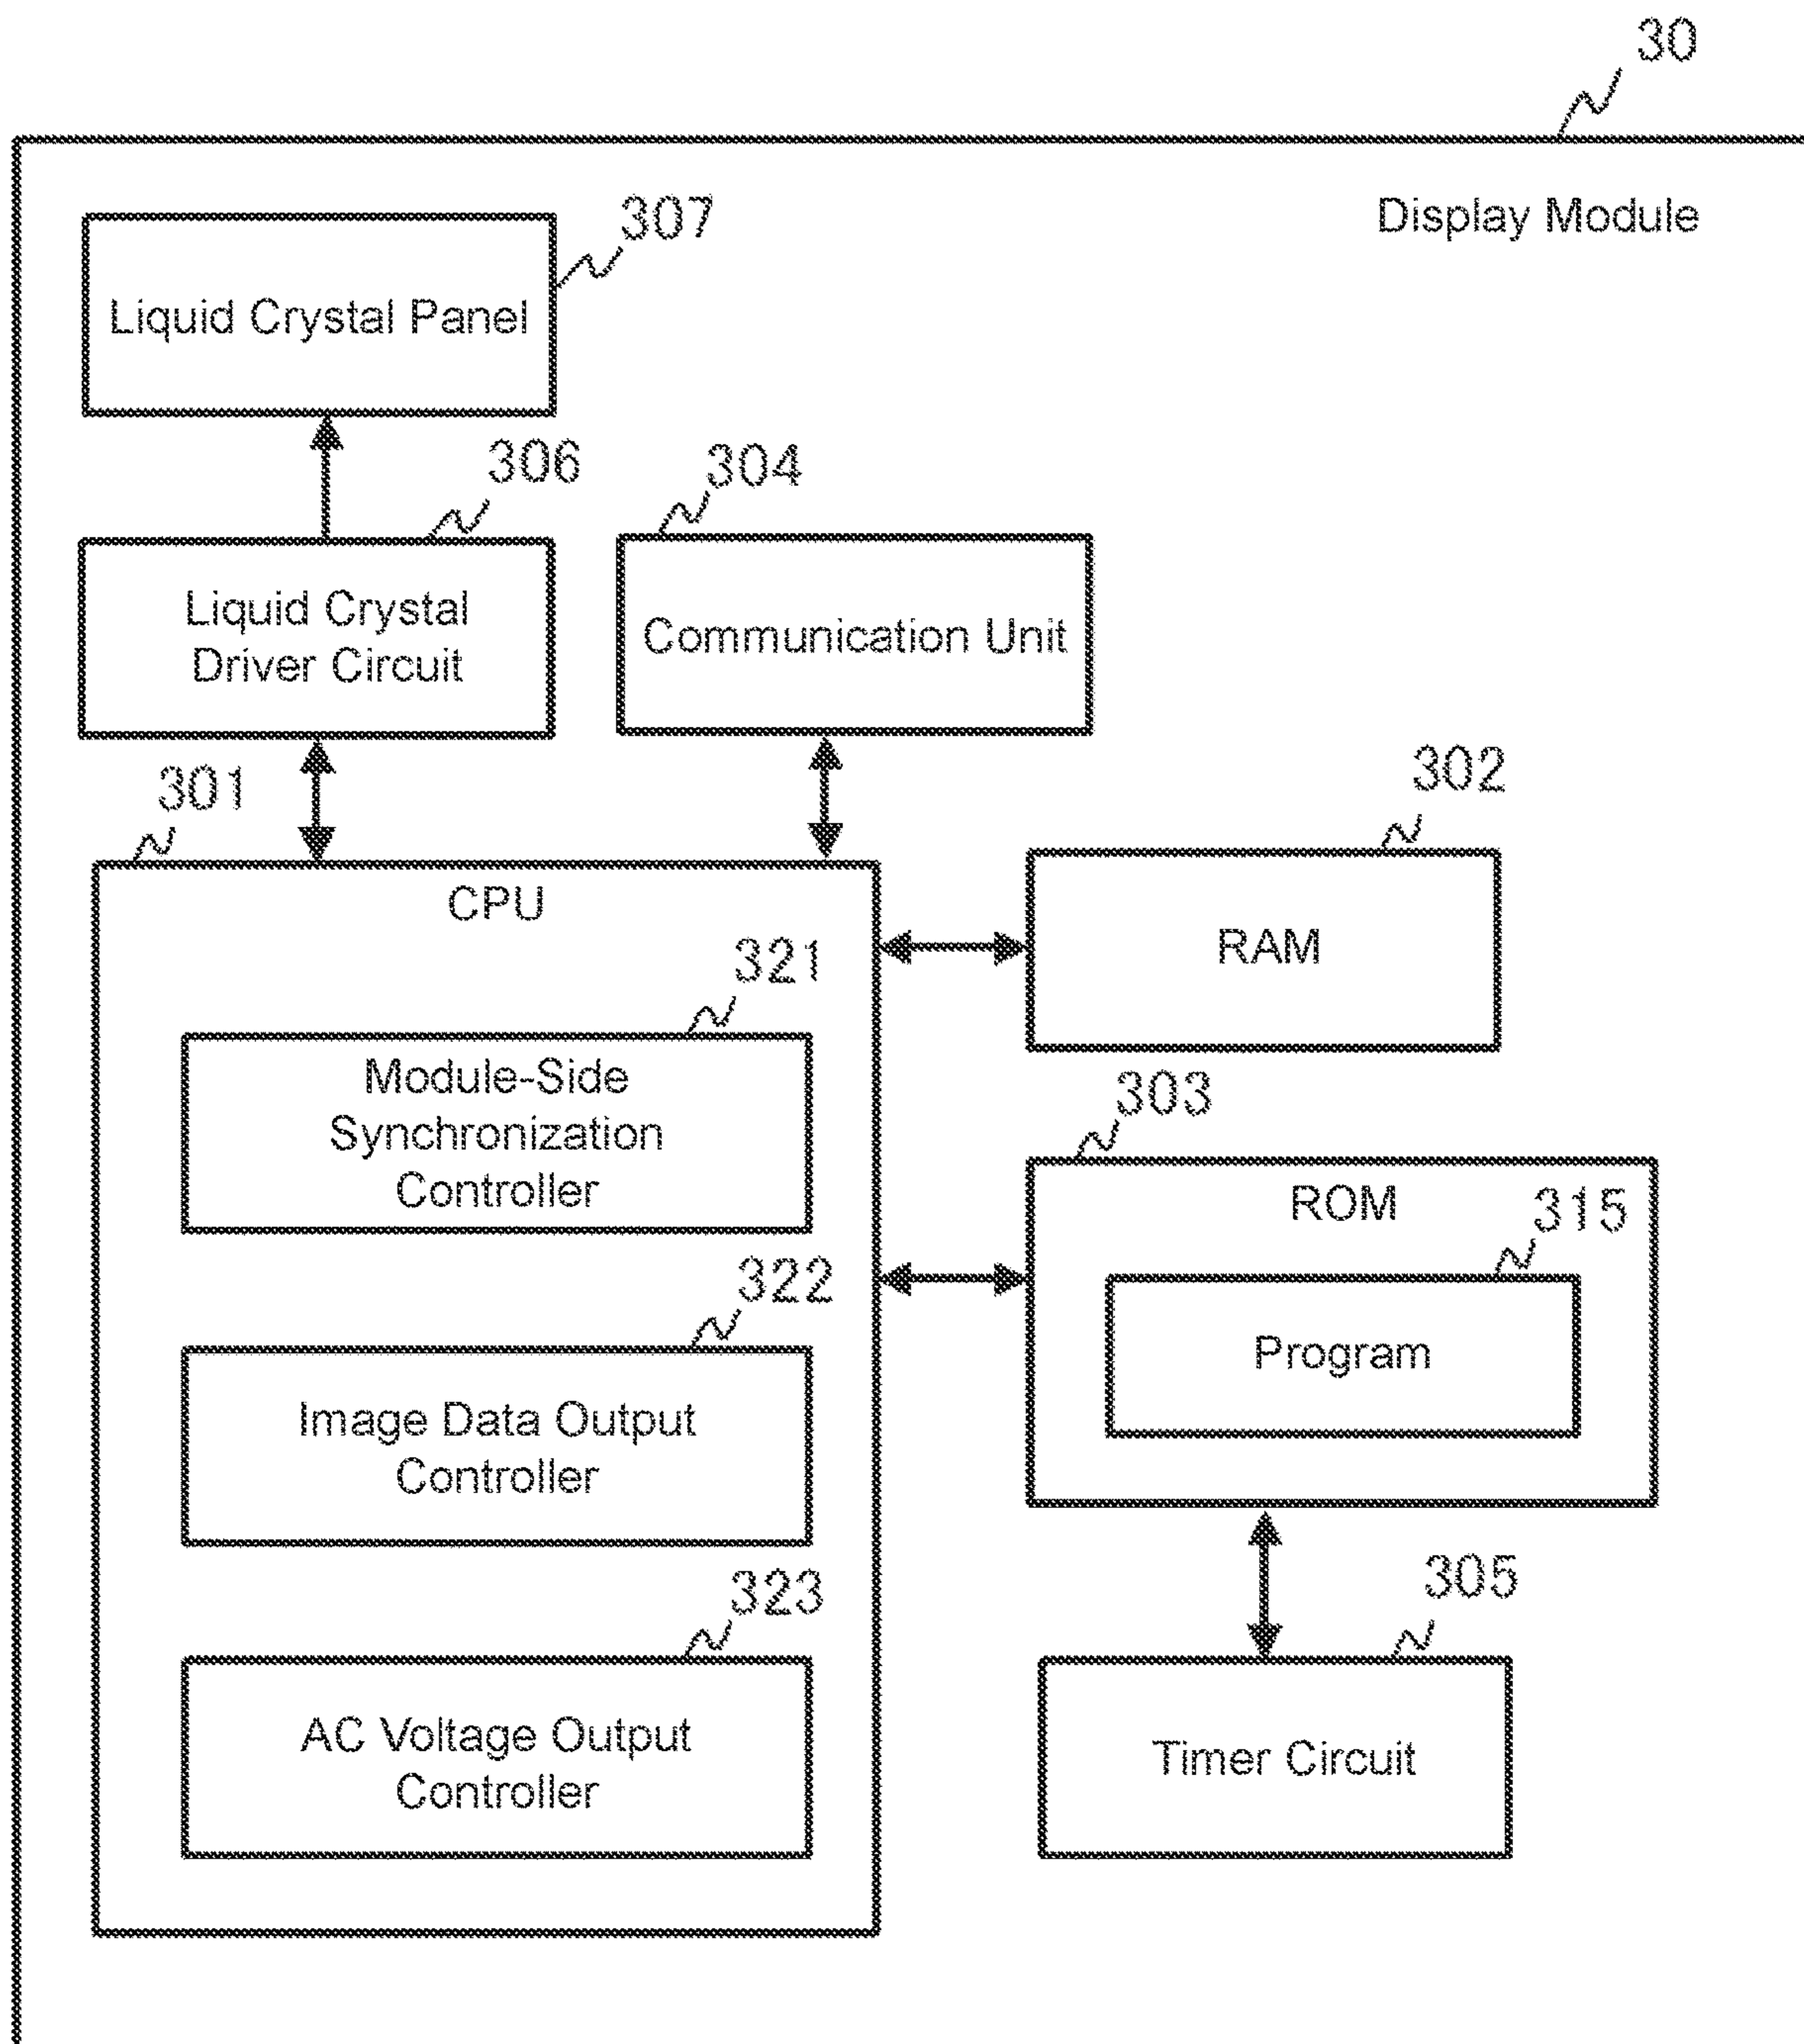 30
Display Module
307
Liquid Crystal Panel
306
304
Liquid Crystal
Driver Circuit
Communication Unit
301
302
CPU
RAM
321
Module-Side
Synchronization
Controller
303
ROM
315
Program
322
Image Data Output
Controller
323
305
AC Voltage Output
Controller
Timer Circuit